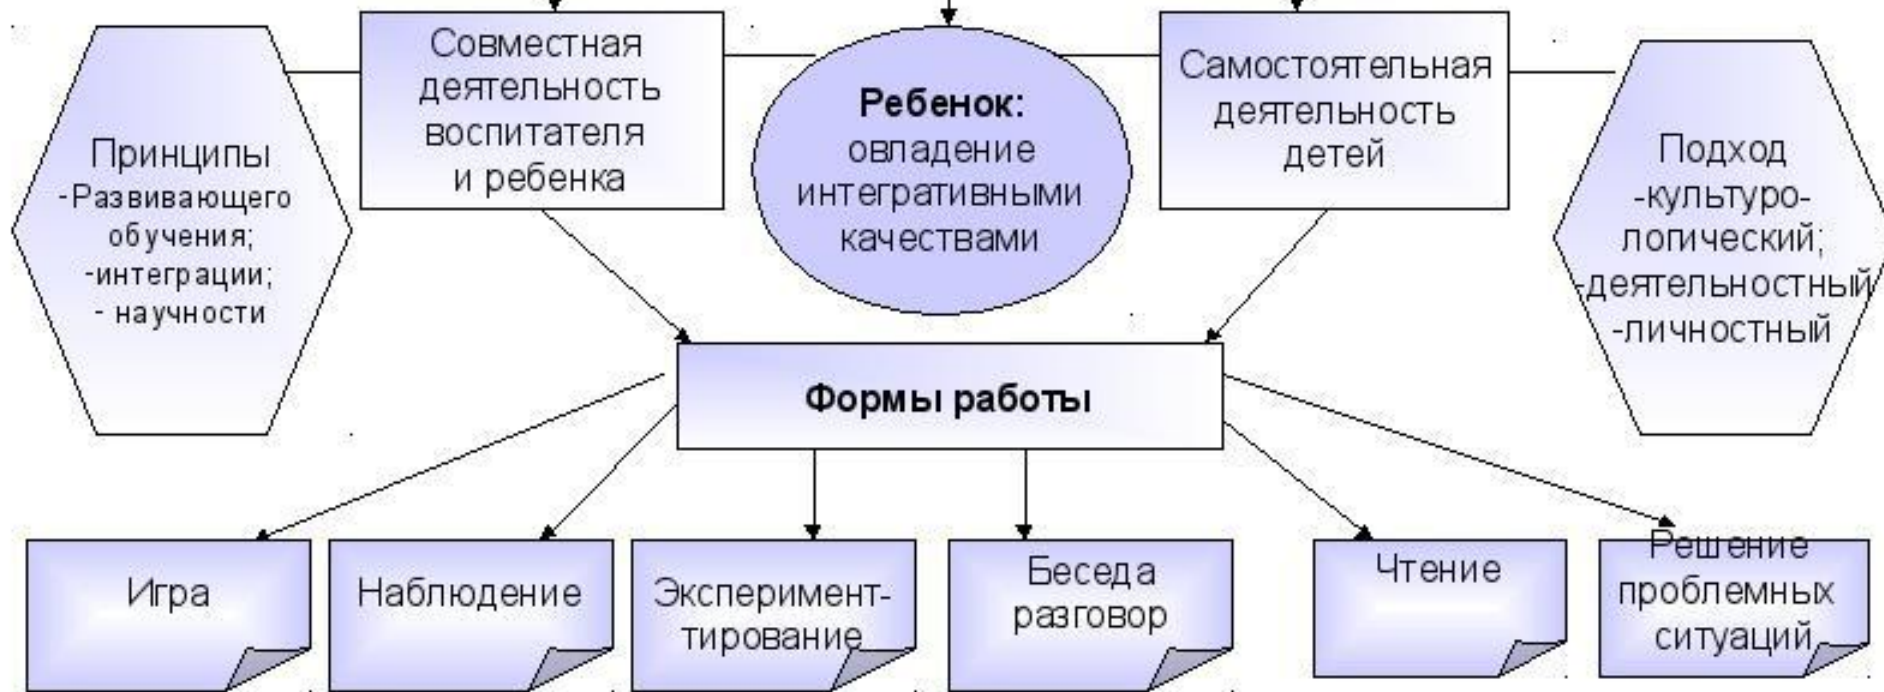 Принципы
-Развивающего
обучения;
-интеграции;
- научности
Совместная
деятельность
воспитателя
и ребенка
Ребенок:
овладение
интегративными
качествами
Самостоятельная
деятельность
детей
Подход
-культуро-
логический;
-деятельностный
-личностный
Формы работы
Игра
Наблюдение
Эксперимент-
тирование
Беседа
разговор
Чтение
Решение
проблемных
ситуаций